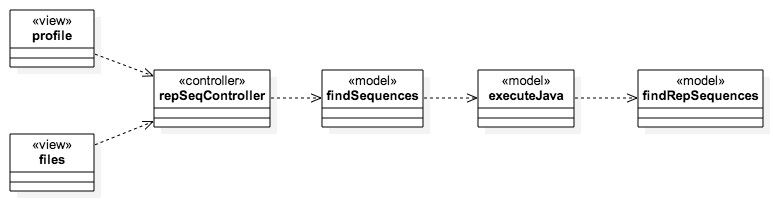 «view»
profile
«controller»
repSeqController
«model»
findSequences
«model»
executeJava
«model»
findRepSequences
«view»
files